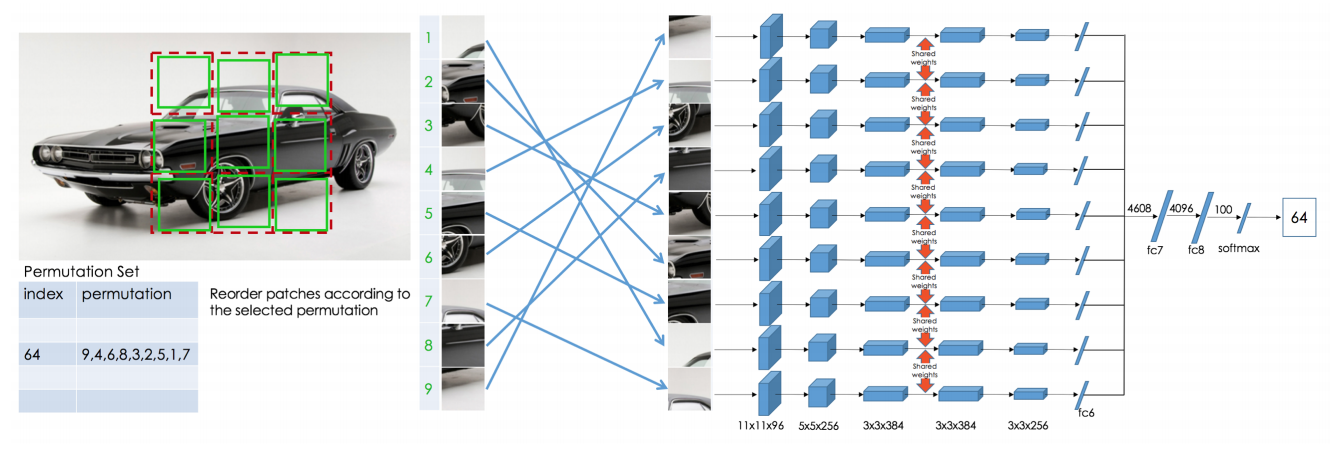 1
2
3
4
5
6
7
8
9
Permutation Set
index permutation
64 9,4,6,8,3,2,5,1,7
Reorder patches according to
the selected permutation
Shared
weights
Shared
weights
Shared
weights
Shared
weights
Shared
weights
Shared
weights
Shared
weights
Shared
weights
11x11x96 5x5x256 3x3x384 3x3x384 3x3x256
fc6
4608 4096 100
fc7 fc8 softmax
64